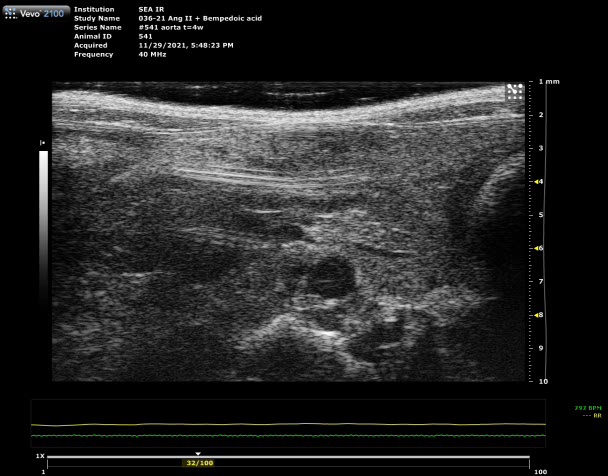 Vevo 2100
Institution SEA IR
Study Name 036-21 Ang II + Bempedoic acid
Series Name #541 aorta t=4w
Animal ID 541
Acquired 11/29/2021, 5:48:23 PM
Frequency 40 MHz
1 mm
2
3
4
5
6
7
8
9
10
RR
1X
32/100
1
100